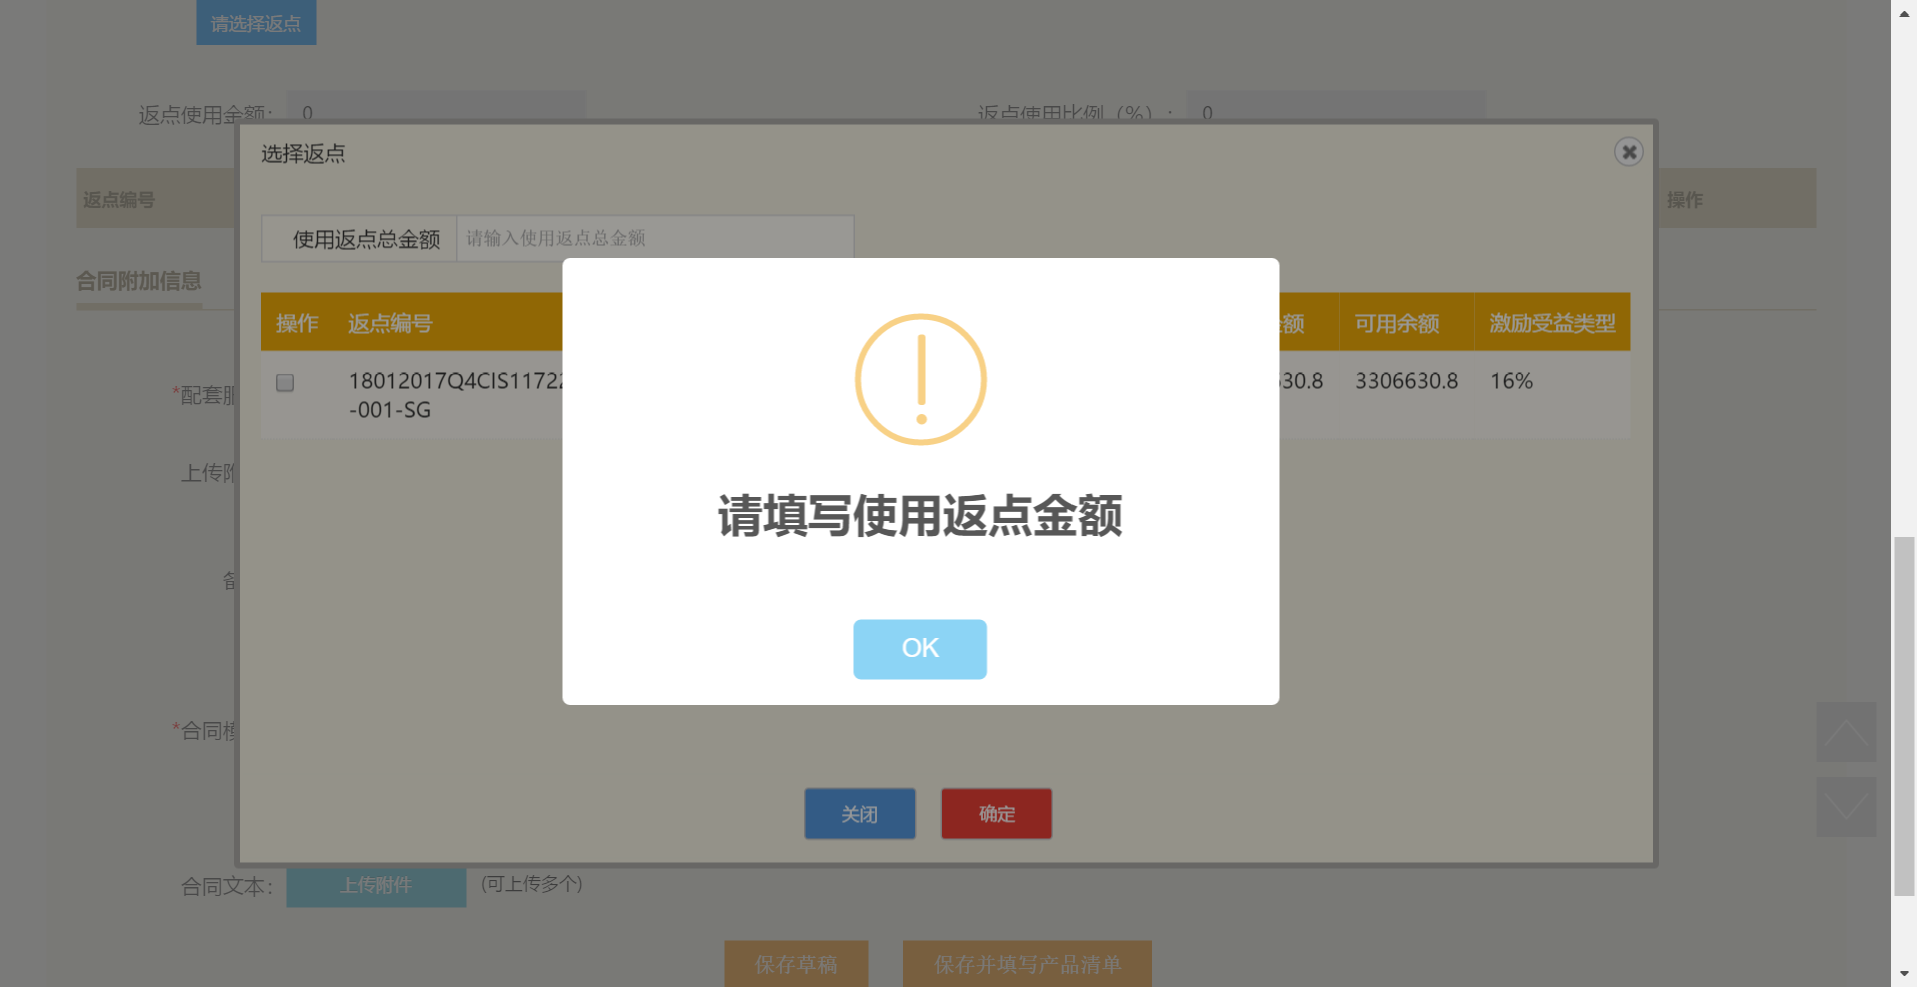 请选择返点
返点使用金额： 0
返点使用比例（%）： 0
选择返点
返点编号
操作
使用返点总金额 请输入使用返点总金额
合同附加信息
操作 返点编号 额 可用余额 激励受益类型
18012017Q4CIS1172
-001-SG
30.8 3306630.8 16%
*配套
上传
请填写使用返点金额
OK
*合同
关闭 确定
合同文本： 上传附件 (可上传多个)
保存草稿 保存并填写产品清单